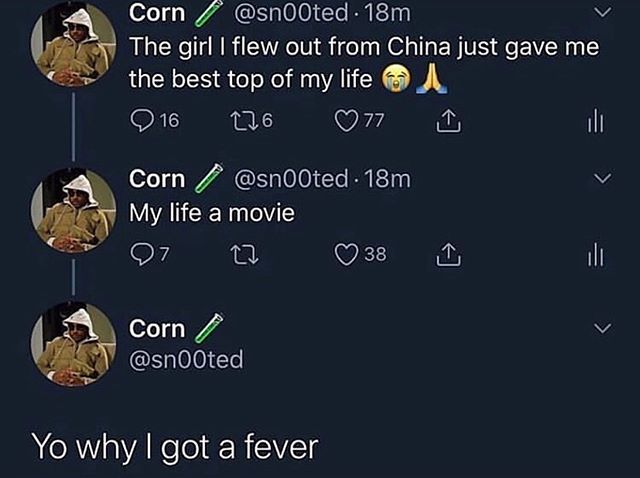 Corn 🧪 @sn00ted · 18m
The girl I flew out from China just gave me
the best top of my life 😭🙏
16 6 77
Corn 🧪 @sn00ted · 18m
My life a movie
7 38
Corn 🧪
@sn00ted
Yo why I got a fever